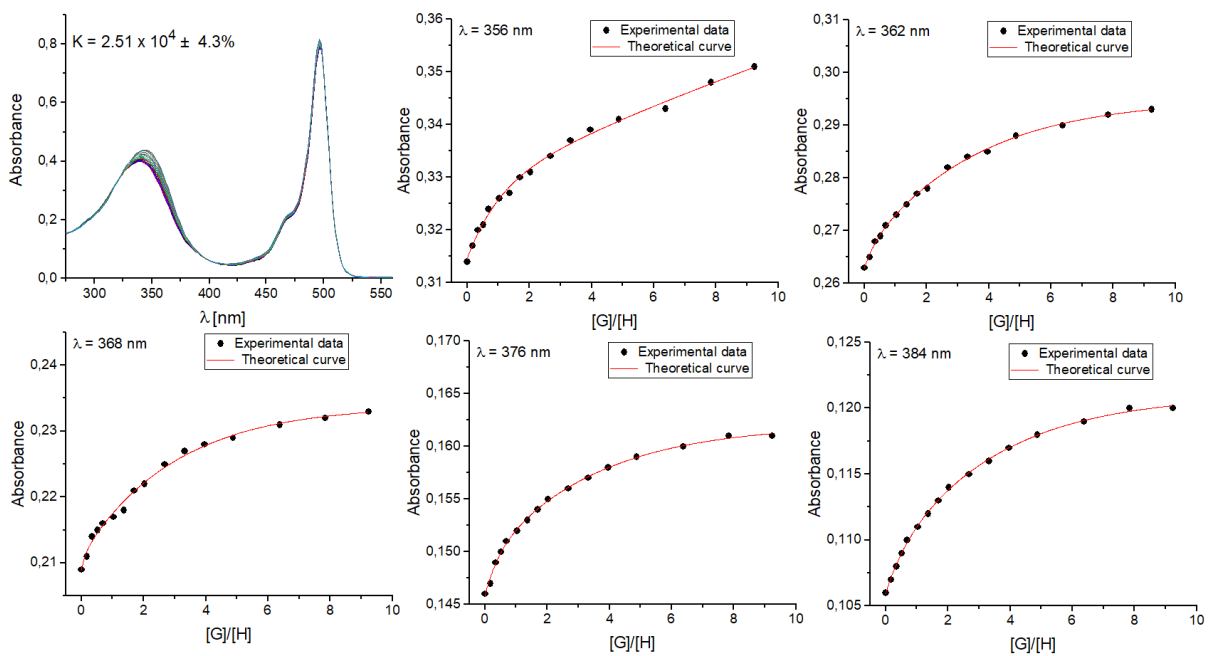 K = 2.51 x 10⁴ ± 4.3%
Absorbance
0,8
0,6
0,4
0,2
0,0
300
350
400
450
500
550
λ [nm]
λ = 356 nm
Experimental data
Theoretical curve
Absorbance
0,36
0,35
0,34
0,33
0,32
0,31
0
2
4
6
8
10
[G]/[H]
λ = 362 nm
Experimental data
Theoretical curve
Absorbance
0,31
0,30
0,29
0,28
0,27
0,26
0
2
4
6
8
10
[G]/[H]
λ = 368 nm
Experimental data
Theoretical curve
Absorbance
0,24
0,23
0,22
0,21
0
2
4
6
8
10
[G]/[H]
λ = 376 nm
Experimental data
Theoretical curve
Absorbance
0,170
0,165
0,160
0,155
0,150
0,145
0
2
4
6
8
10
[G]/[H]
λ = 384 nm
Experimental data
Theoretical curve
Absorbance
0,125
0,120
0,115
0,110
0,105
0
2
4
6
8
10
[G]/[H]